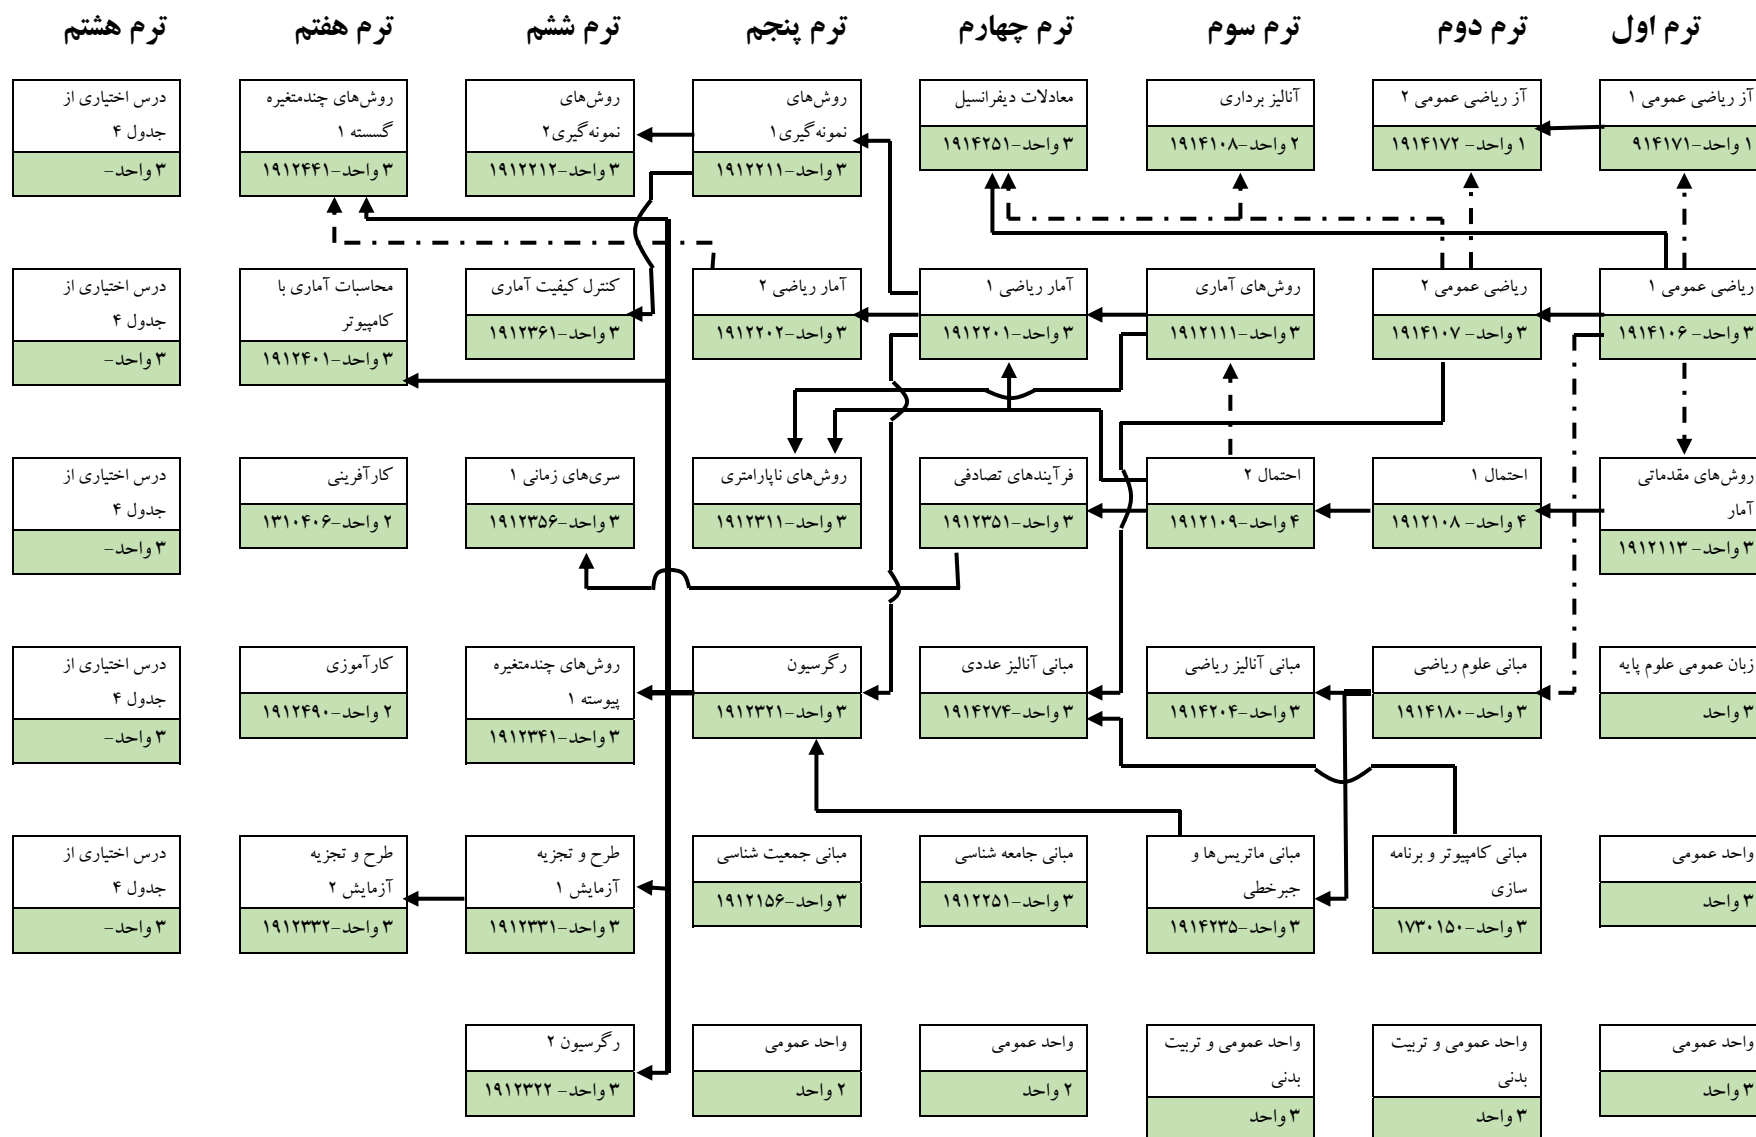 ترم اول
ترم دوم
ترم سوم
ترم چهارم
ترم پنجم
ترم ششم
ترم هفتم
ترم هشتم
آز ریاضی عمومی ۱
۱ واحد-۹۱۴۱۷۱
آز ریاضی عمومی ۲
۱ واحد- ۱۹۱۴۱۷۲
آنالیز برداری
۲ واحد-۱۹۱۴۱۰۸
معادلات دیفرانسیل
۳ واحد-۱۹۱۴۲۵۱
روش‌های
نمونه‌گیری۱
۳ واحد-۱۹۱۲۲۱۱
روش‌های
نمونه‌گیری۲
۳ واحد-۱۹۱۲۲۱۲
روش‌های چندمتغیره
گسسته ۱
۳ واحد-۱۹۱۲۴۴۱
درس اختیاری از
جدول ۴
۳ واحد-
ریاضی عمومی ۱
۳ واحد-۱۹۱۴۱۰۶
ریاضی عمومی ۲
۳ واحد-۱۹۱۴۱۰۷
روش‌های آماری
۳ واحد-۱۹۱۲۱۱۱
آمار ریاضی ۱
۳ واحد-۱۹۱۲۲۰۱
آمار ریاضی ۲
۳ واحد-۱۹۱۲۲۰۲
کنترل کیفیت آماری
۳ واحد-۱۹۱۲۳۶۱
محاسبات آماری با
کامپیوتر
۳ واحد-۱۹۱۲۴۰۱
درس اختیاری از
جدول ۴
۳ واحد-
روش‌های مقدماتی
آمار
۳ واحد- ۱۹۱۲۱۱۳
احتمال ۱
۴ واحد- ۱۹۱۲۱۰۸
احتمال ۲
۴ واحد-۱۹۱۲۱۰۹
فرآیندهای تصادفی
۳ واحد-۱۹۱۲۳۵۱
روش‌های ناپارامتری
۳ واحد-۱۹۱۲۳۱۱
سری‌های زمانی ۱
۳ واحد-۱۹۱۲۳۵۶
کارآفرینی
۲ واحد-۱۳۱۰۴۰۶
درس اختیاری از
جدول ۴
۳ واحد-
زبان عمومی علوم پایه
۳ واحد
مبانی علوم ریاضی
۳ واحد-۱۹۱۴۱۸۰
مبانی آنالیز ریاضی
۳ واحد-۱۹۱۴۲۰۴
مبانی آنالیز عددی
۳ واحد-۱۹۱۴۲۷۴
رگرسیون
۳ واحد-۱۹۱۲۳۲۱
روش‌های چندمتغیره
پیوسته ۱
۳ واحد-۱۹۱۲۳۴۱
کارآموزی
۲ واحد-۱۹۱۲۴۹۰
درس اختیاری از
جدول ۴
۳ واحد-
واحد عمومی
۳ واحد
مبانی کامپیوتر و برنامه
سازی
۳ واحد-۱۷۳۰۱۵۰
مبانی ماتریس‌ها و
جبرخطی
۳ واحد-۱۹۱۴۲۳۵
مبانی جامعه شناسی
۳ واحد-۱۹۱۲۲۵۱
مبانی جمعیت شناسی
۳ واحد-۱۹۱۲۱۵۶
طرح و تجزیه
آزمایش ۱
۳ واحد-۱۹۱۲۳۳۱
طرح و تجزیه
آزمایش ۲
۳ واحد-۱۹۱۲۳۳۲
درس اختیاری از
جدول ۴
۳ واحد-
واحد عمومی
۳ واحد
واحد عمومی و تربیت
بدنی
۳ واحد
واحد عمومی و تربیت
بدنی
۳ واحد
واحد عمومی
۲ واحد
واحد عمومی
۲ واحد
رگرسیون ۲
۳ واحد- ۱۹۱۲۳۲۲